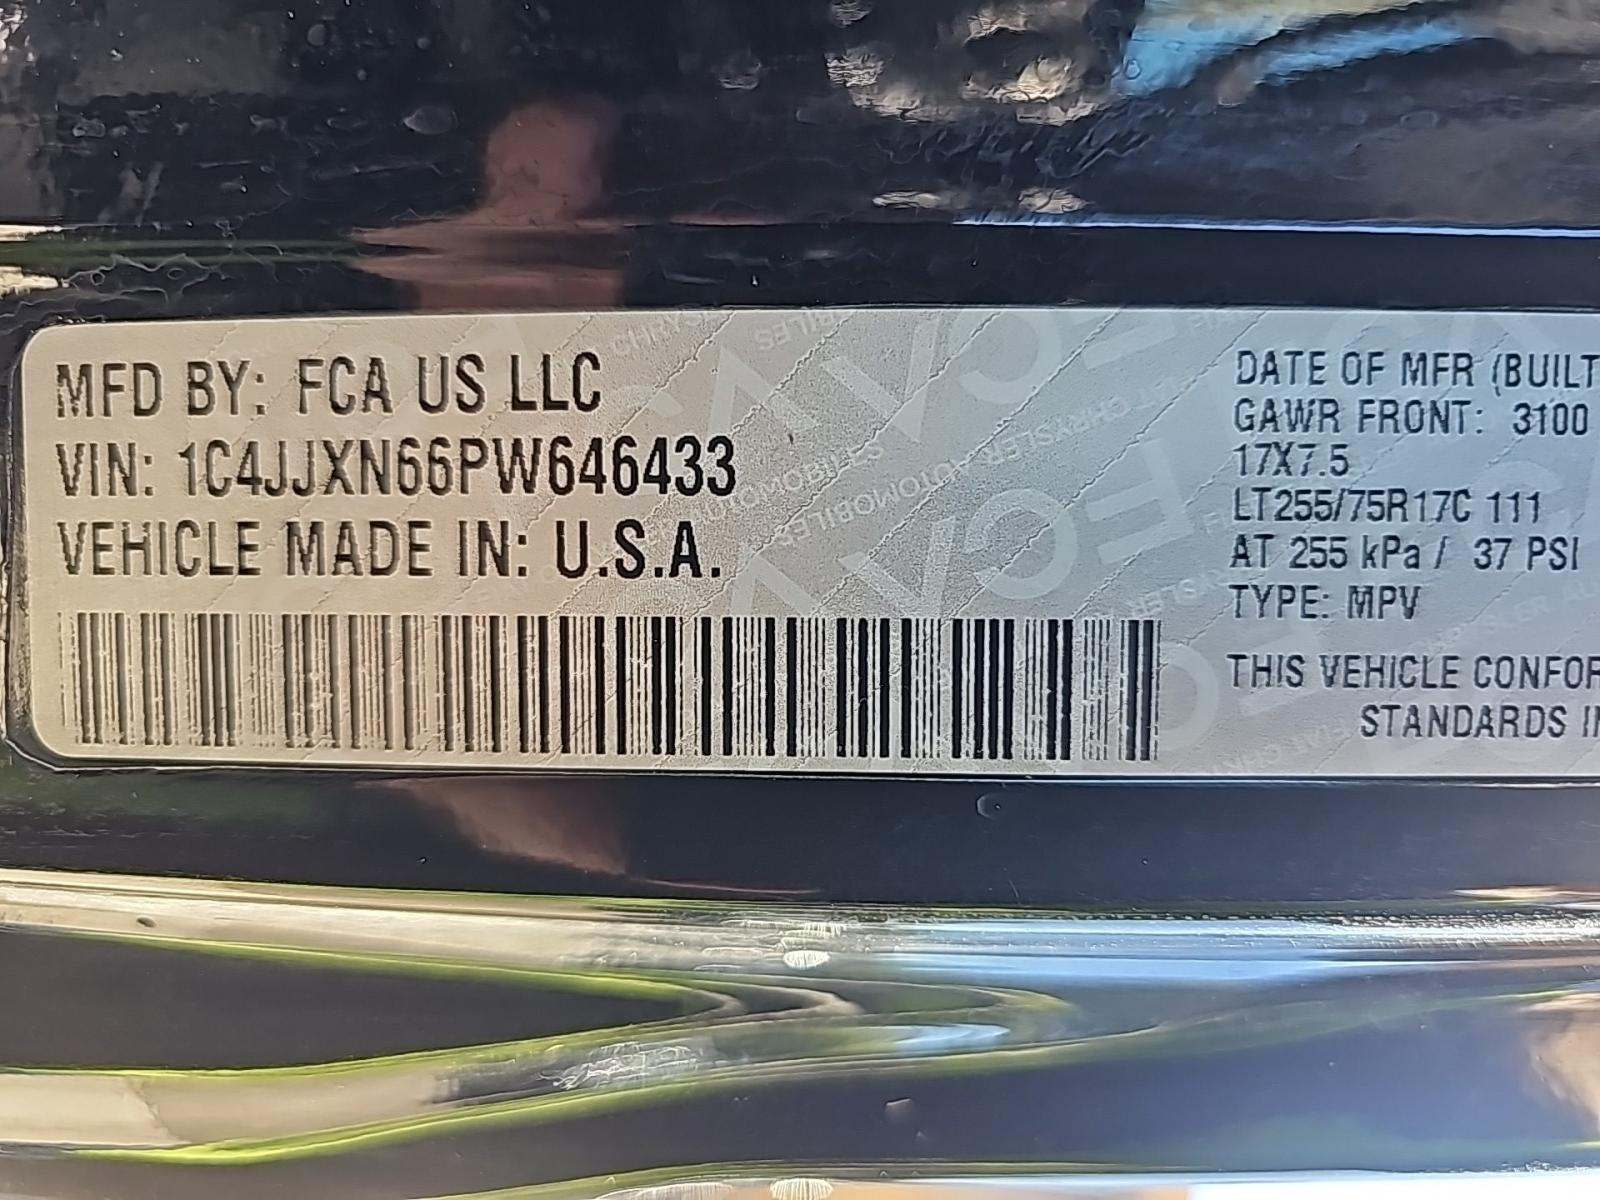 MFD BY: FCA US LLC
VIN: 1C4JJXN66PW646433
VEHICLE MADE IN: U.S.A.
DATE OF MFR (BUILT
GAWR FRONT: 3100
17X7.5
LT255/75R17C 111
AT 255 kPa / 37 PSI
TYPE: MPV
THIS VEHICLE CONFOR
STANDARDS IN